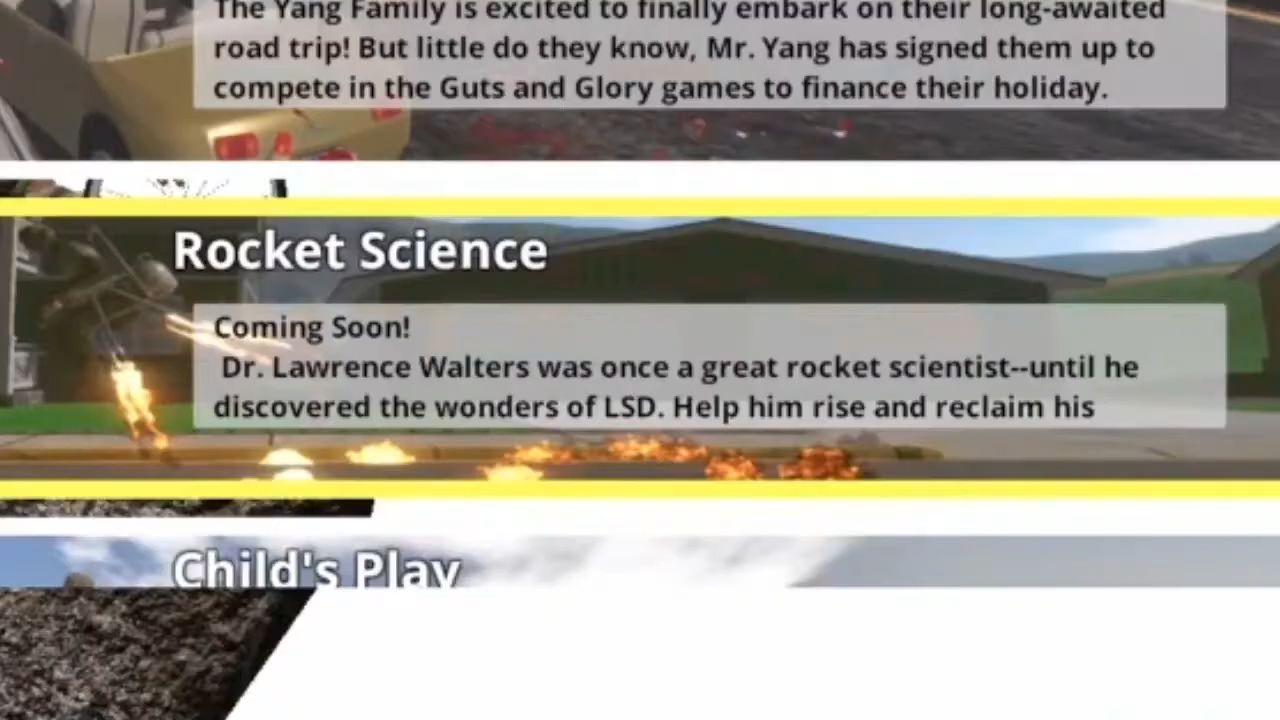 The Yang Family is excited to finally embark on their long-awaited
road trip! But little do they know, Mr. Yang has signed them up to
compete in the Guts and Glory games to finance their holiday.
Rocket Science
Coming Soon!
Dr. Lawrence Walters was once a great rocket scientist--until he
discovered the wonders of LSD. Help him rise and reclaim his
Child's Play